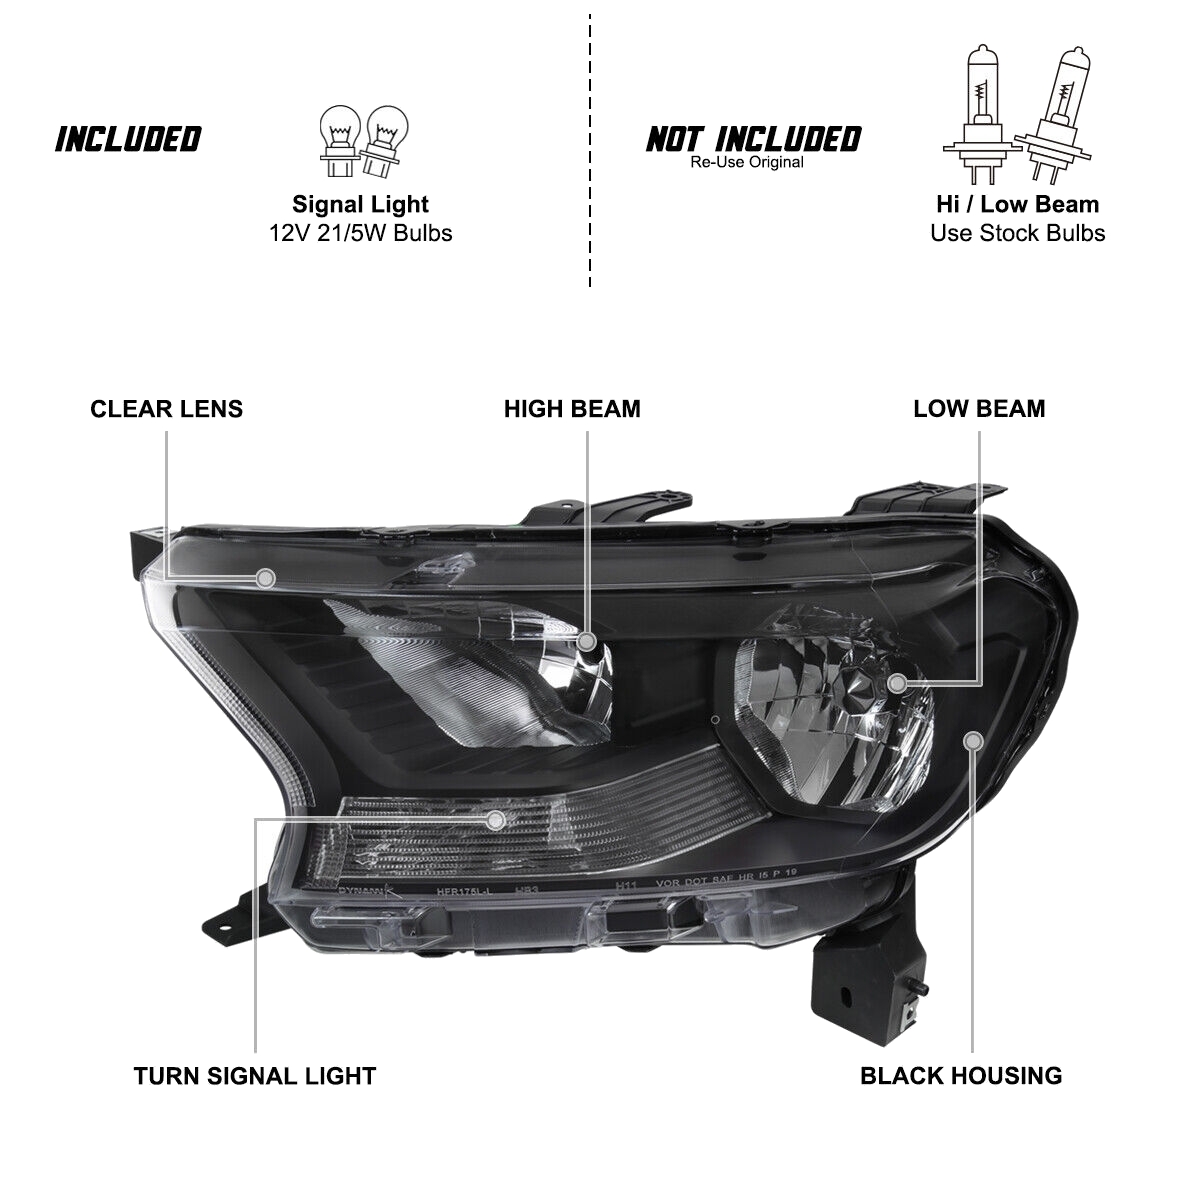 INCLUDED
Signal Light
12V 21/5W Bulbs
NOT INCLUDED
Re-Use Original
Hi / Low Beam
Use Stock Bulbs
CLEAR LENS
HIGH BEAM
LOW BEAM
HFR175L-L HB3 H11 VOR DOT SAE HR I5 P 19
TURN SIGNAL LIGHT
BLACK HOUSING